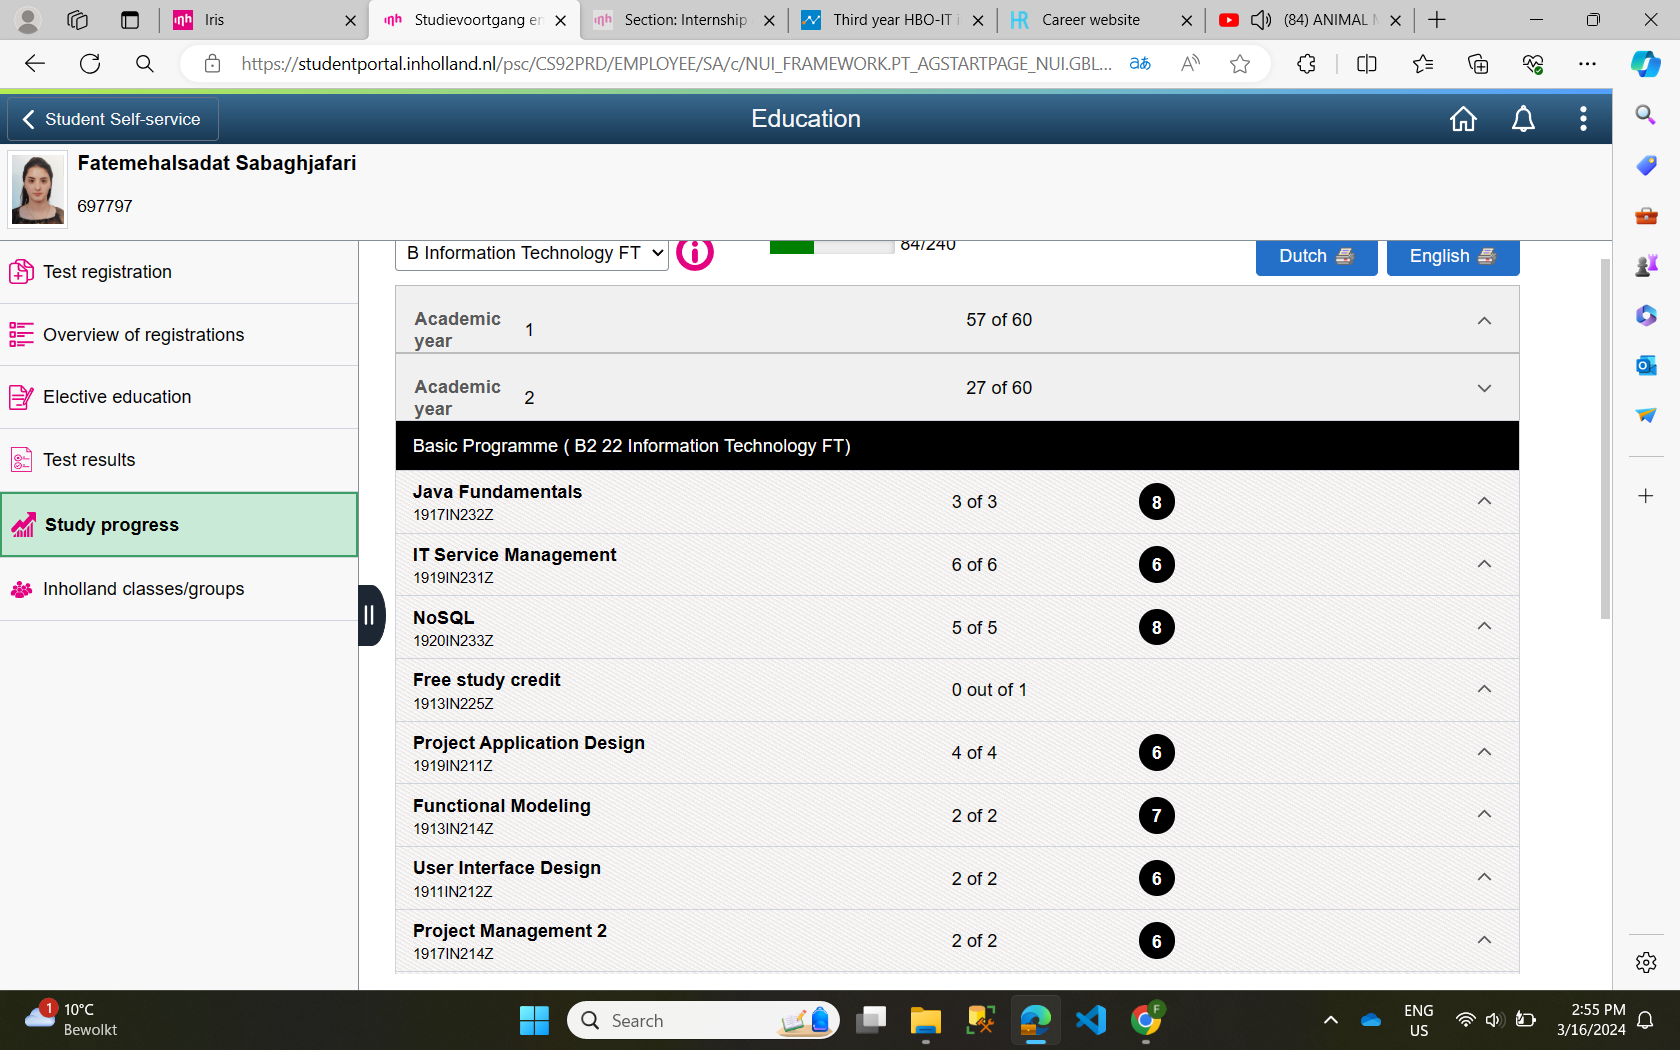 Iris
Studievoortgang en
Section: Internship
Third year HBO-IT i
HR
Career website
(84) ANIMAL M
https://studentportal.inholland.nl/psc/CS92PRD/EMPLOYEE/SA/c/NUI_FRAMEWORK.PT_AGSTARTPAGE_NUI.GBL...
Student Self-service
Education
Fatemehalsadat Sabaghjafari
697797
Test registration
Overview of registrations
Elective education
Test results
Study progress
Inholland classes/groups
B Information Technology FT
84/240
Dutch
English
Academic year
1
57 of 60
Academic year
2
27 of 60
Basic Programme ( B2 22 Information Technology FT)
Java Fundamentals
1917IN232Z
3 of 3
8
IT Service Management
1919IN231Z
6 of 6
6
NoSQL
1920IN233Z
5 of 5
8
Free study credit
1913IN225Z
0 out of 1
Project Application Design
1919IN211Z
4 of 4
6
Functional Modeling
1913IN214Z
2 of 2
7
User Interface Design
1911IN212Z
2 of 2
6
Project Management 2
1917IN214Z
2 of 2
6
1
10°C
Bewolkt
Search
F
ENG
US
2:55 PM
3/16/2024